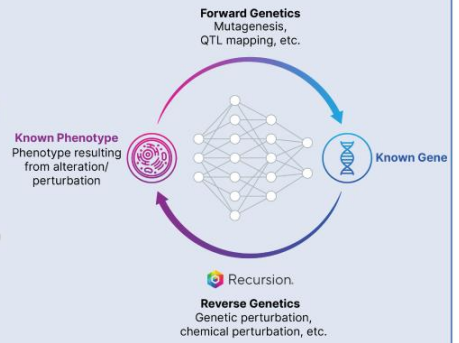 Forward Genetics
Mutagenesis,
QTL mapping, etc.
Known Phenotype
Phenotype resulting
from alteration/
perturbation
Known Gene
Recursion.
Reverse Genetics
Genetic perturbation,
chemical perturbation, etc.